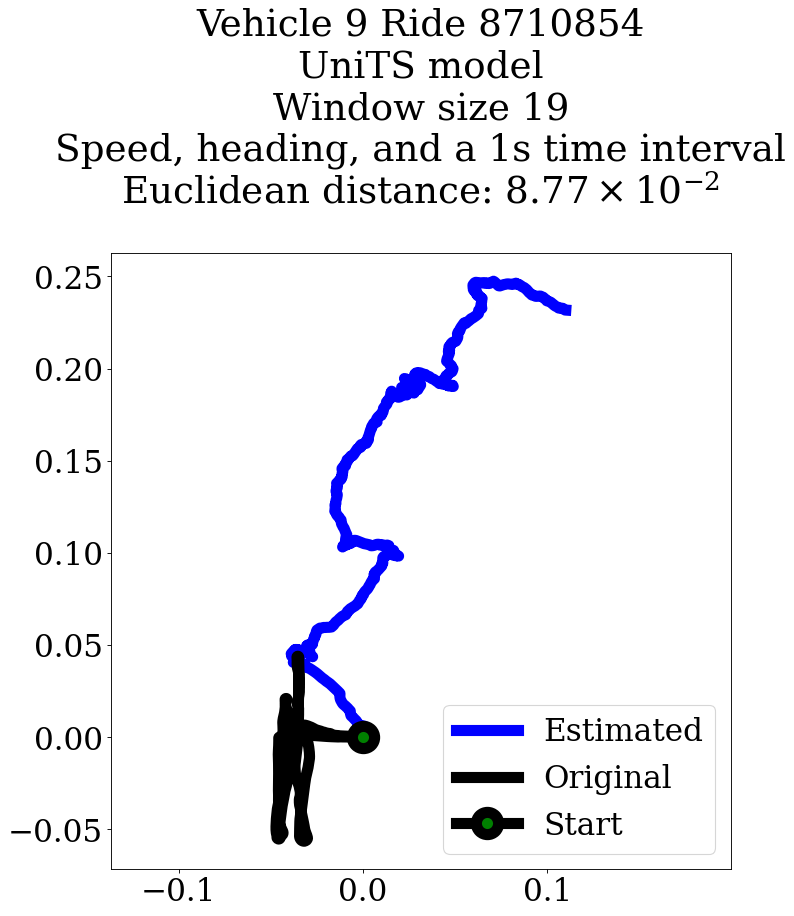 Vehicle 9 Ride 8710854
UniTS model
Window size 19
Speed, heading, and a 1s time interval
Euclidean distance: 8.77 × 10⁻²
0.25
0.20
0.15
0.10
0.05
0.00
−0.05
−0.1
0.0
0.1
Estimated
Original
Start